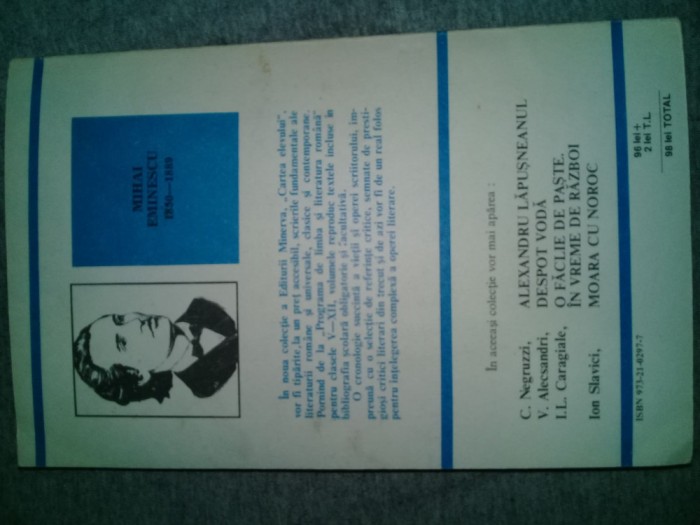 MIHAI
EMINESCU
1850—1889
În noua colecție a Editurii Minerva, „Cartea elevului”,
vor fi tipărite, la un preț accesibil, scrierile fundamentale ale
literaturii române și universale, clasice și contemporane.
Pornind de la „Programa de limba și literatura română”
pentru clasele V—XII, volumele reproduc textele incluse în
bibliografia școlară obligatorie și facultativă.
O cronologie succintă a vieții și operei scriitorului, îm-
preună cu o selecție de referințe critice, semnate de presti-
gioși critici literari din trecut și de azi vor fi de un real folos
pentru înțelegerea complexă a operei literare.
În aceeași colecție vor mai apărea :
C. Negruzzi, ALEXANDRU LĂPUȘNEANUL
V. Alecsandri, DESPOT VODĂ
I.L. Caragiale, O FĂCLIE DE PAȘTE.
ÎN VREME DE RĂZBOI
Ion Slavici, MOARA CU NOROC
ISBN 973-21-0297-7
96 lei+
2 lei T.L.
98 lei TOTAL